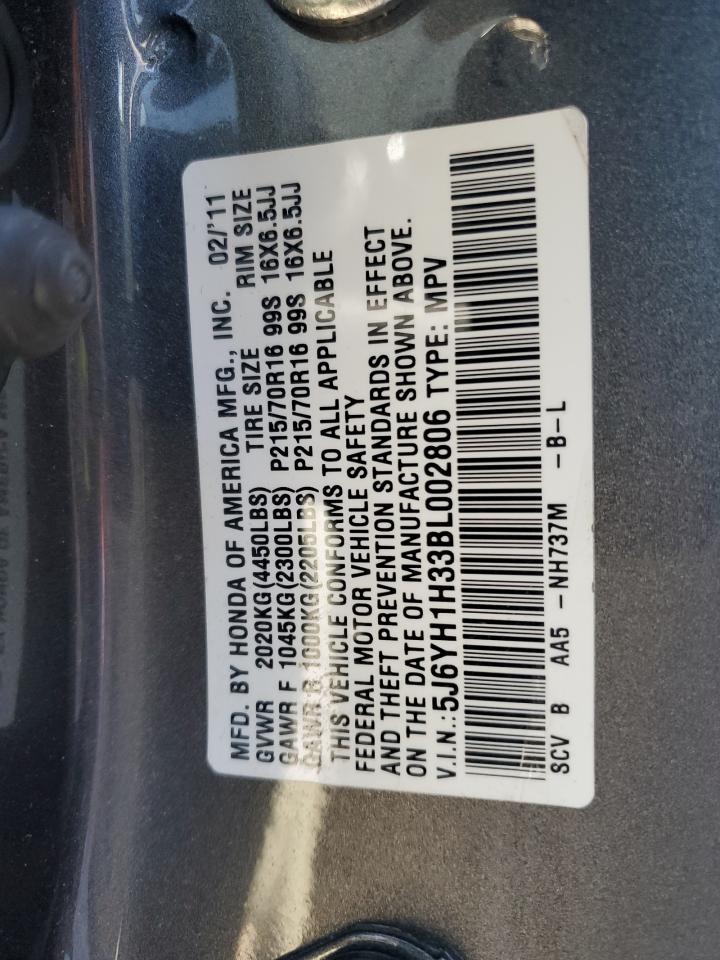 MFD. BY HONDA OF AMERICA MFG., INC. 02/'11
GVWR 2020KG(4450LBS) TIRE SIZE RIM SIZE
GAWR F 1045KG(2300LBS) P215/70R16 99S 16X6.5JJ
GAWR R 1000KG(2205LBS) P215/70R16 99S 16X6.5JJ
THIS VEHICLE CONFORMS TO ALL APPLICABLE
FEDERAL MOTOR VEHICLE SAFETY
AND THEFT PREVENTION STANDARDS IN EFFECT
ON THE DATE OF MANUFACTURE SHOWN ABOVE.
V.I.N.:5J6YH1H33BL002806 TYPE: MPV
SCV B AA5 -NH737M -B-L